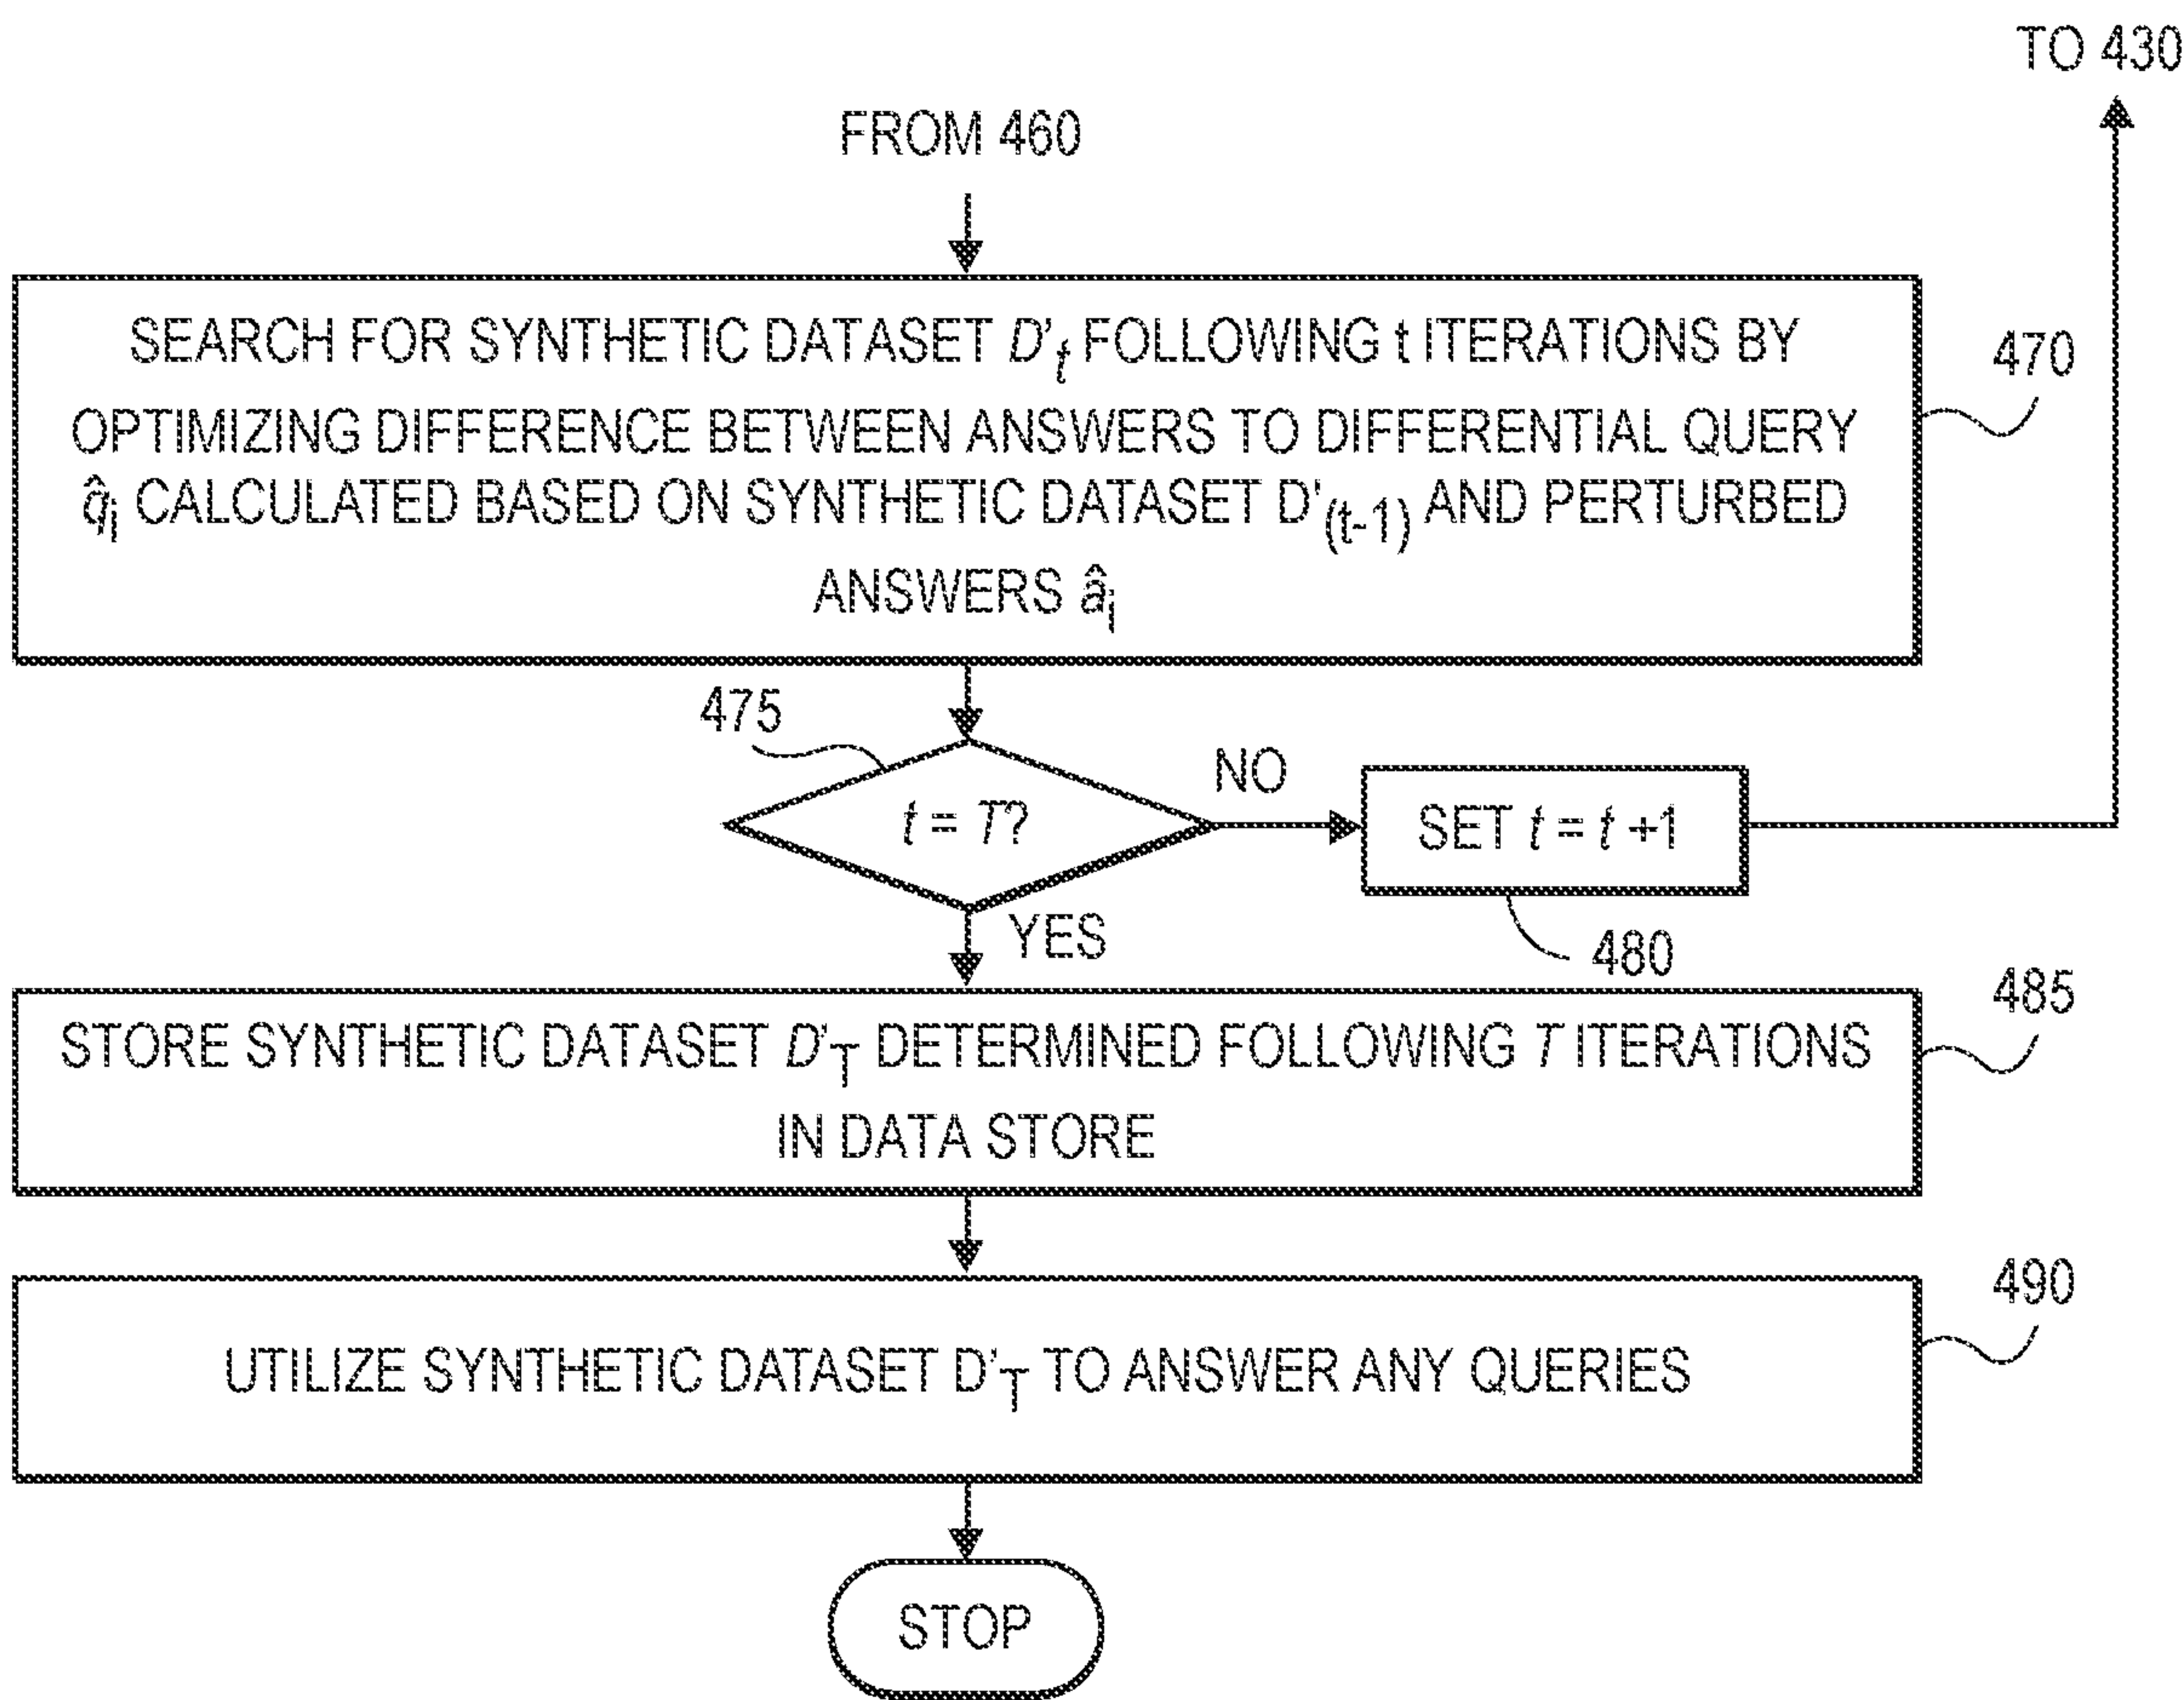 TO 430
FROM 460
SEARCH FOR SYNTHETIC DATASET D't FOLLOWING t ITERATIONS BY
OPTIMIZING DIFFERENCE BETWEEN ANSWERS TO DIFFERENTIAL QUERY
q̂i CALCULATED BASED ON SYNTHETIC DATASET D'(t-1) AND PERTURBED
ANSWERS âi
470
475
t = T?
NO
SET t = t +1
480
YES
485
STORE SYNTHETIC DATASET D'T DETERMINED FOLLOWING T ITERATIONS
IN DATA STORE
490
UTILIZE SYNTHETIC DATASET D'T TO ANSWER ANY QUERIES
STOP